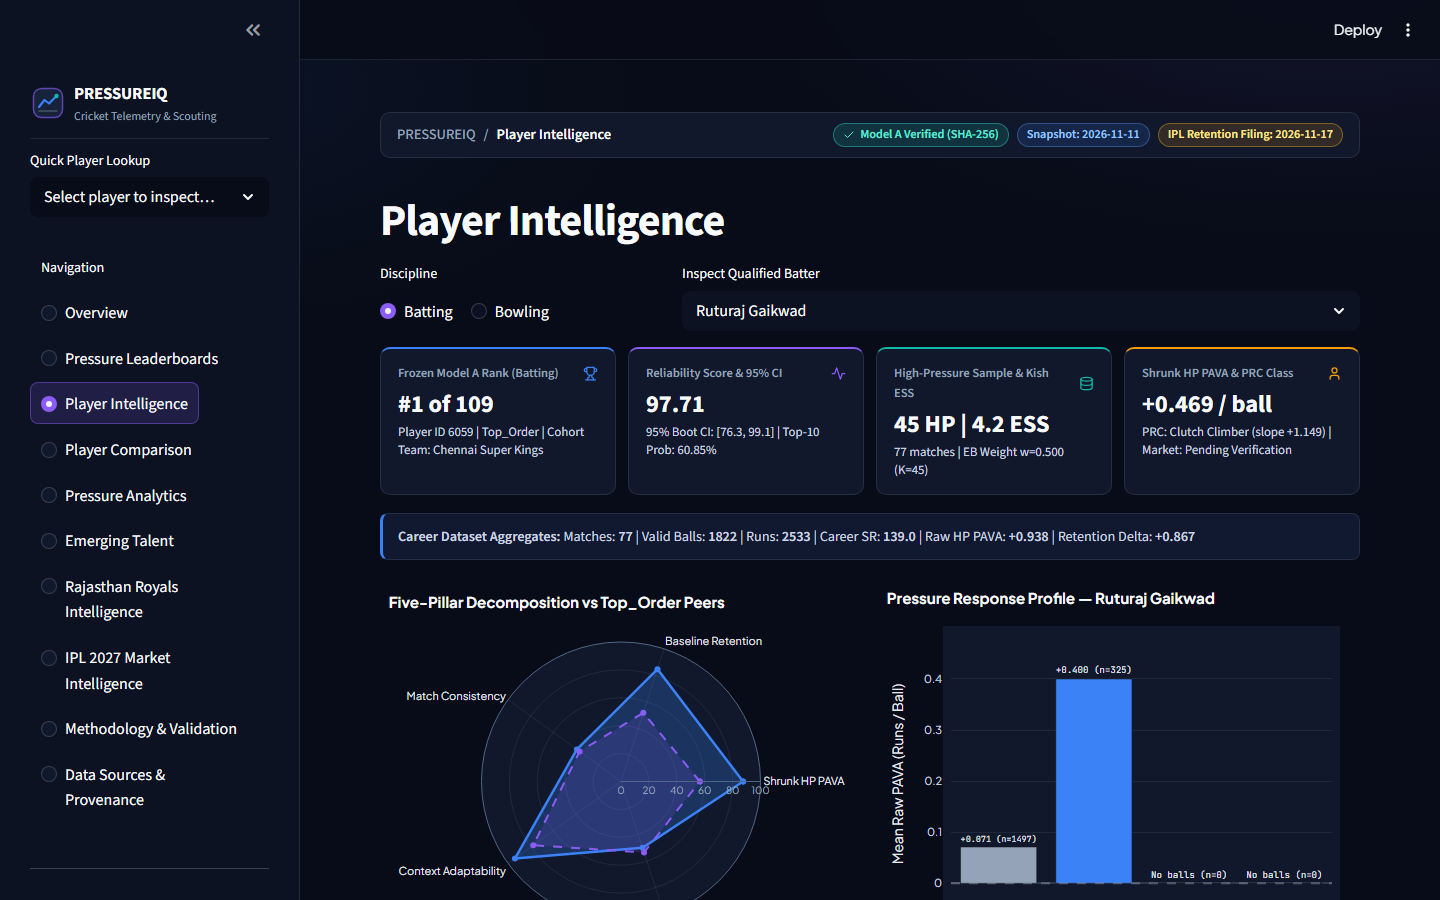 Deploy
PRESSUREIQ
Cricket Telemetry & Scouting
Quick Player Lookup
Select player to inspect...
Navigation
Overview
Pressure Leaderboards
Player Intelligence
Player Comparison
Pressure Analytics
Emerging Talent
Rajasthan Royals
Intelligence
IPL 2027 Market
Intelligence
Methodology & Validation
Data Sources &
Provenance
PRESSUREIQ / Player Intelligence
Model A Verified (SHA-256)
Snapshot: 2026-11-11
IPL Retention Filing: 2026-11-17
Player Intelligence
Discipline
Batting
Bowling
Inspect Qualified Batter
Ruturaj Gaikwad
Frozen Model A Rank (Batting)
#1 of 109
Player ID 6059 | Top_Order | Cohort
Team: Chennai Super Kings
Reliability Score & 95% CI
97.71
95% Boot CI: [76.3, 99.1] | Top-10
Prob: 60.85%
High-Pressure Sample & Kish
ESS
45 HP | 4.2 ESS
77 matches | EB Weight w=0.500
(K=45)
Shrunk HP PAVA & PRC Class
+0.469 / ball
PRC: Clutch Climber (slope +1.149) |
Market: Pending Verification
Career Dataset Aggregates: Matches: 77 | Valid Balls: 1822 | Runs: 2533 | Career SR: 139.0 | Raw HP PAVA: +0.938 | Retention Delta: +0.867
Five-Pillar Decomposition vs Top_Order Peers
Baseline Retention
Match Consistency
Shrunk HP PAVA
0 20 40 60 80 100
Context Adaptability
Pressure Response Profile — Ruturaj Gaikwad
Mean Raw PAVA (Runs / Ball)
0.4
0.3
0.2
0.1
0
+0.400 (n=325)
+0.071 (n=1497)
No balls (n=0)
No balls (n=0)